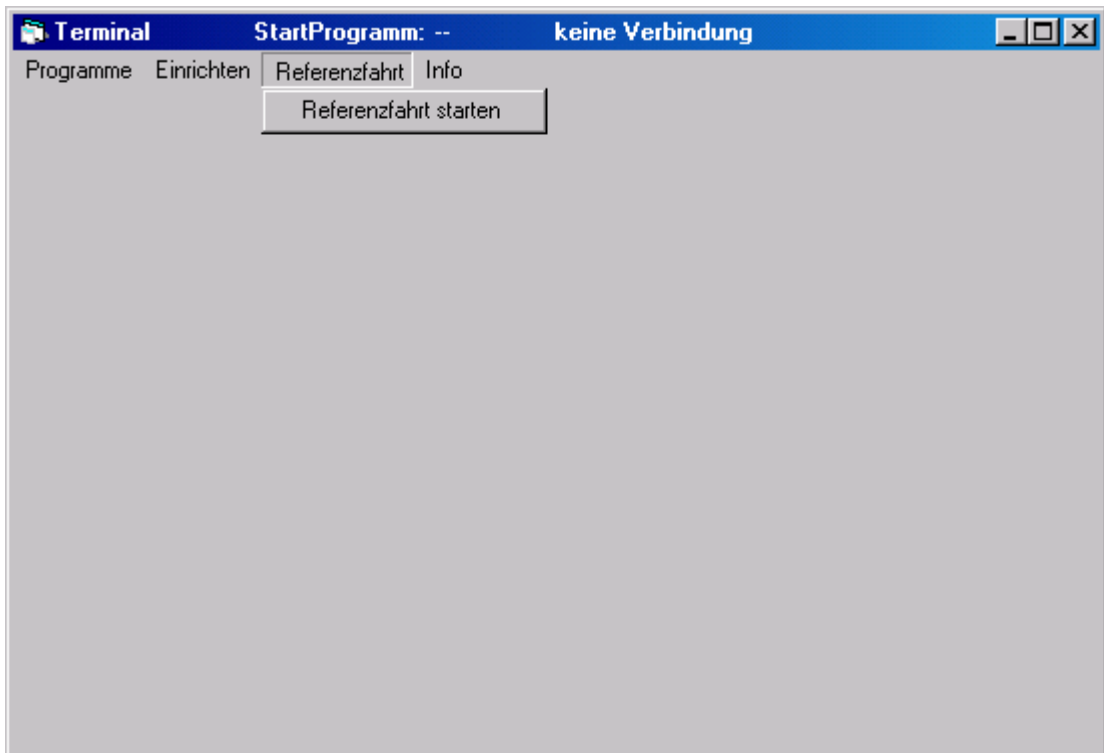 Terminal StartProgramm: -- keine Verbindung
Programme Einrichten Referenzfahrt Info
Referenzfahrt starten